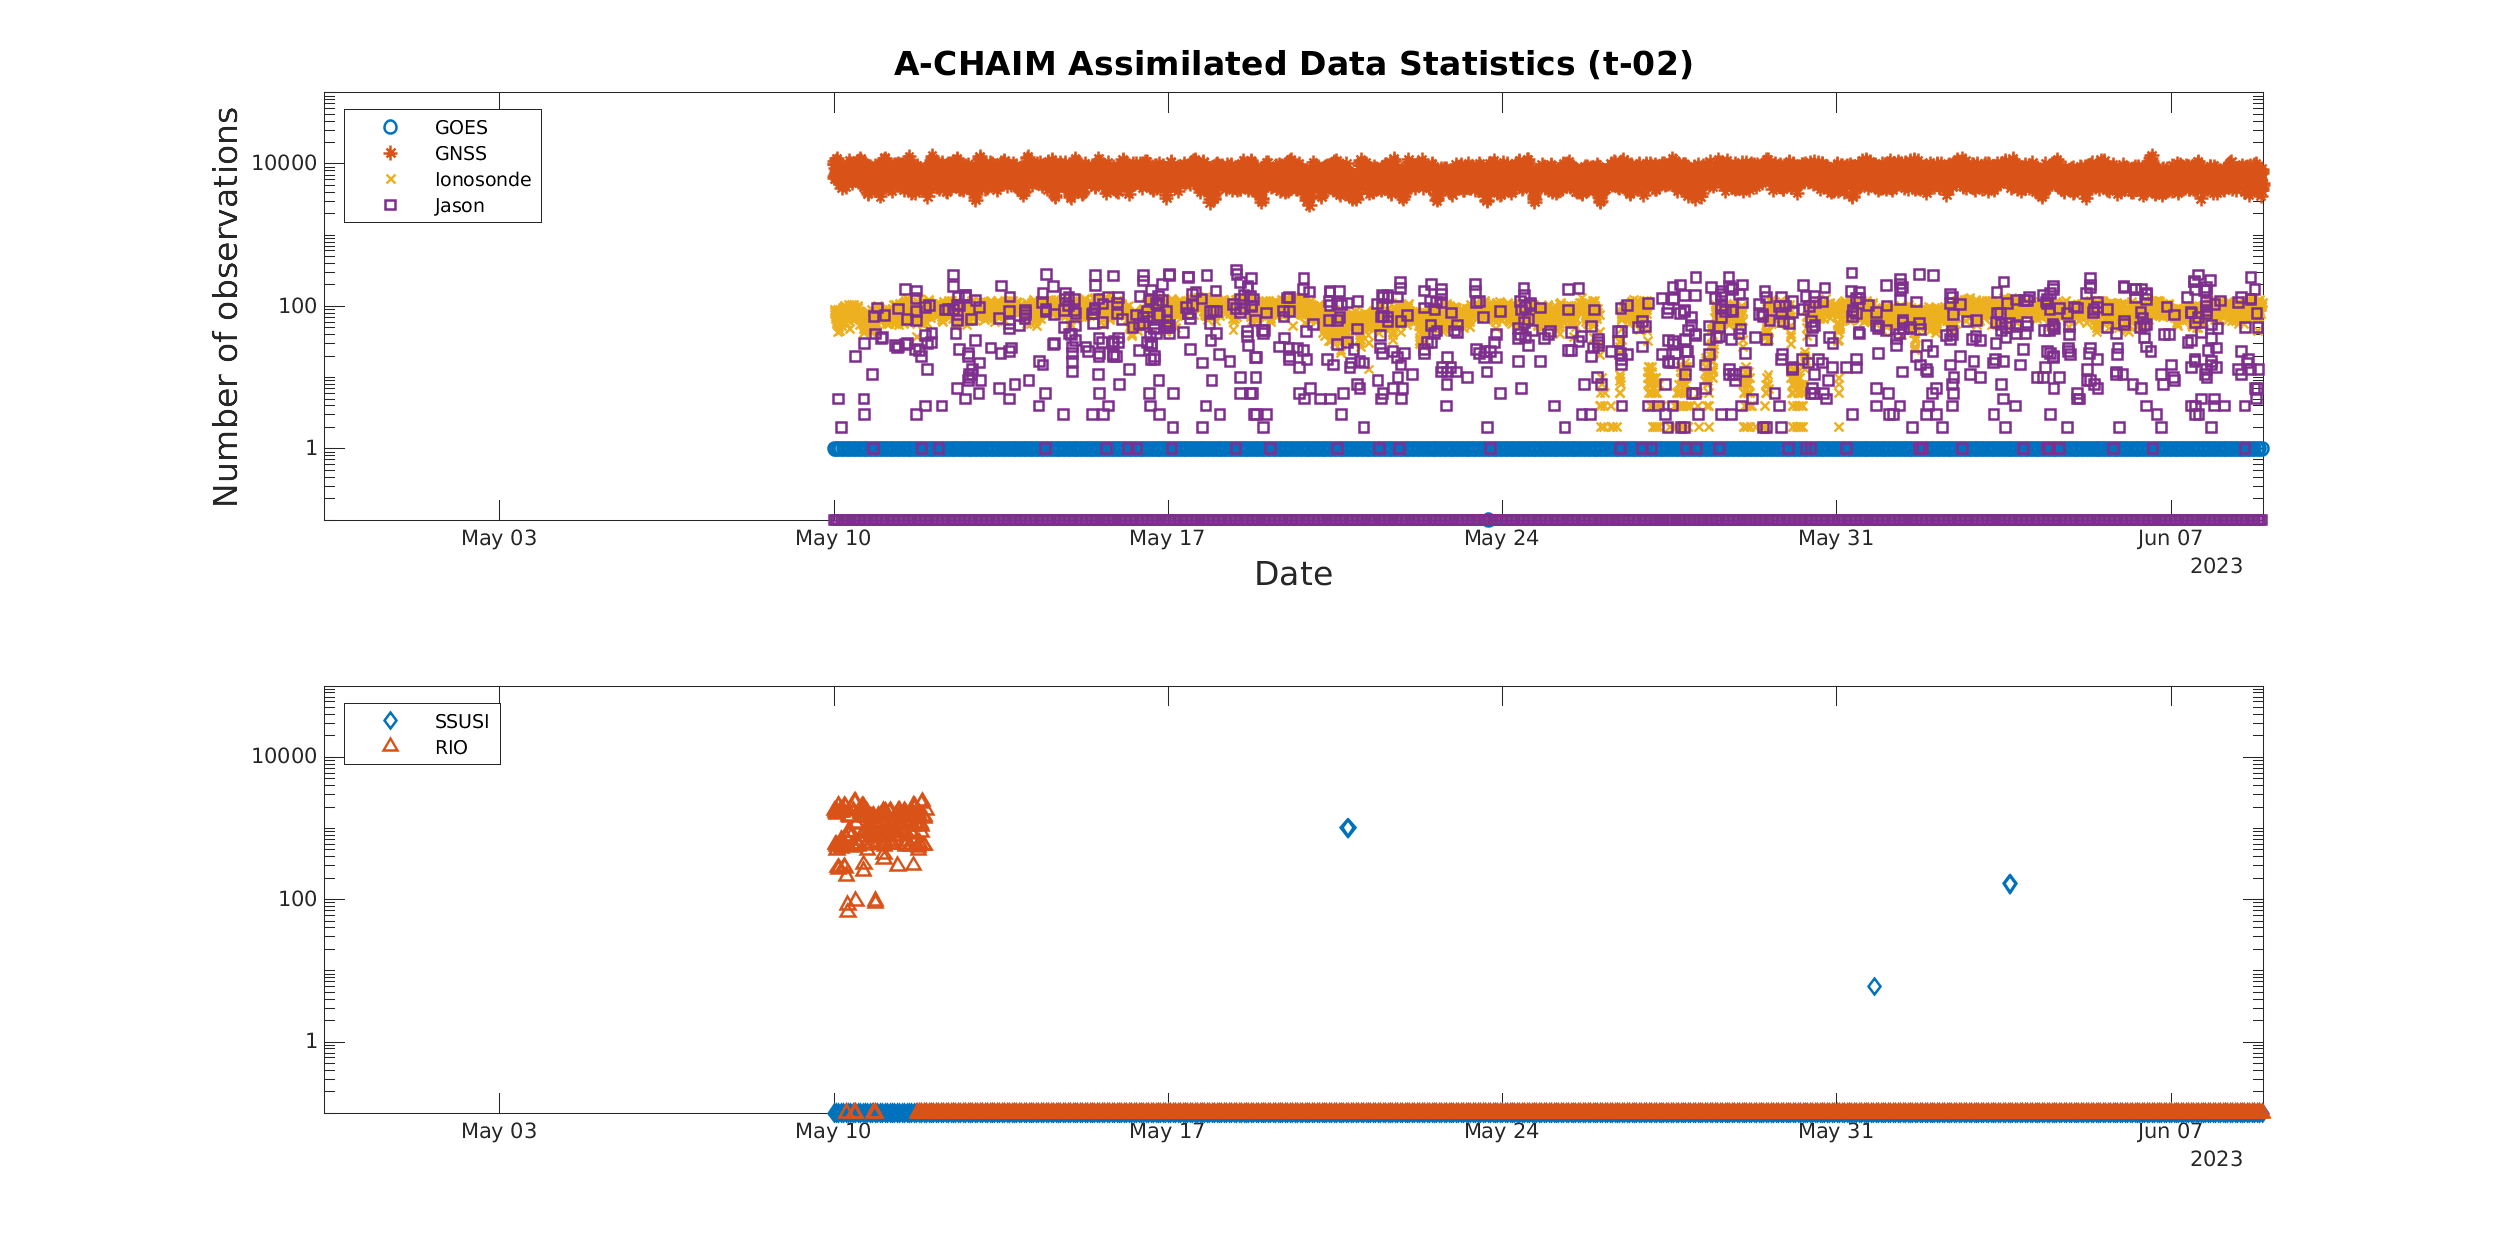 A-CHAIM Assimilated Data Statistics (t-02)
Number of observations
10000
100
1
GOES
GNSS
Ionosonde
Jason
May 03
May 10
May 17
May 24
May 31
Jun 07
2023
Date
10000
100
1
SSUSI
RIO
May 03
May 10
May 17
May 24
May 31
Jun 07
2023